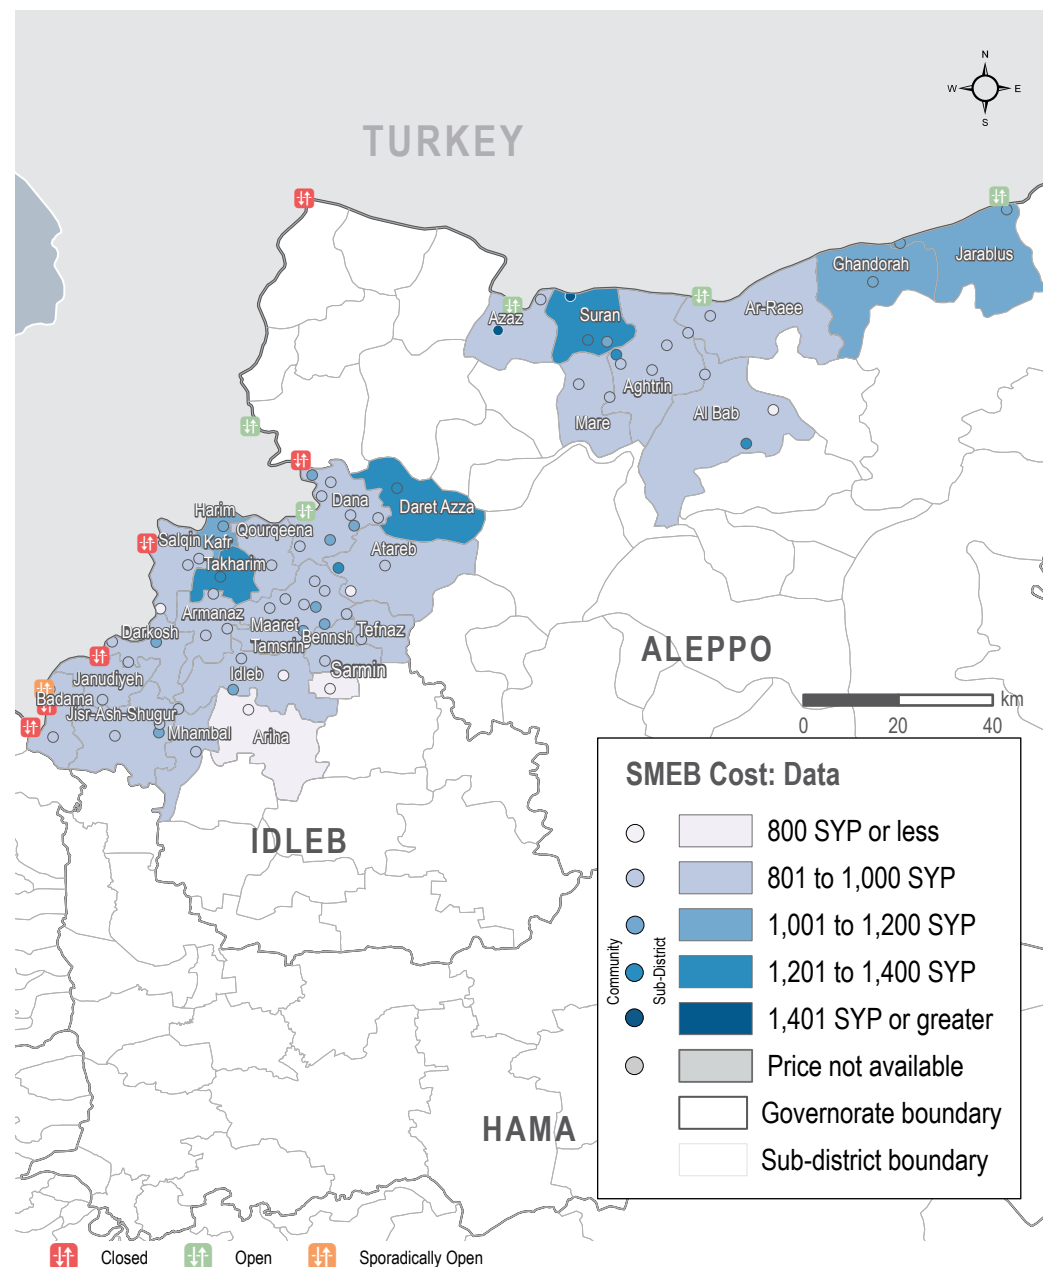 N
W
E
S
TURKEY
Jarablus
Ghandorah
Ar-Raee
Azaz
Suran
Aghtrin
Al Bab
Mare
Dana
Daret Azza
Harim
Qourqeena
Salqin
Kafr
Takharim
Atareb
Armanaz
Maaret
Tamsrin
Bennsh
Tefnaz
Darkosh
Idleb
Sarmin
Janudiyeh
Badama
Jisr-Ash-Shugur
Mhambal
Ariha
ALEPPO
km
0
20
40
IDLEB
HAMA
SMEB Cost: Data
Community
Sub-District
800 SYP or less
801 to 1,000 SYP
1,001 to 1,200 SYP
1,201 to 1,400 SYP
1,401 SYP or greater
Price not available
Governorate boundary
Sub-district boundary
Closed
Open
Sporadically Open